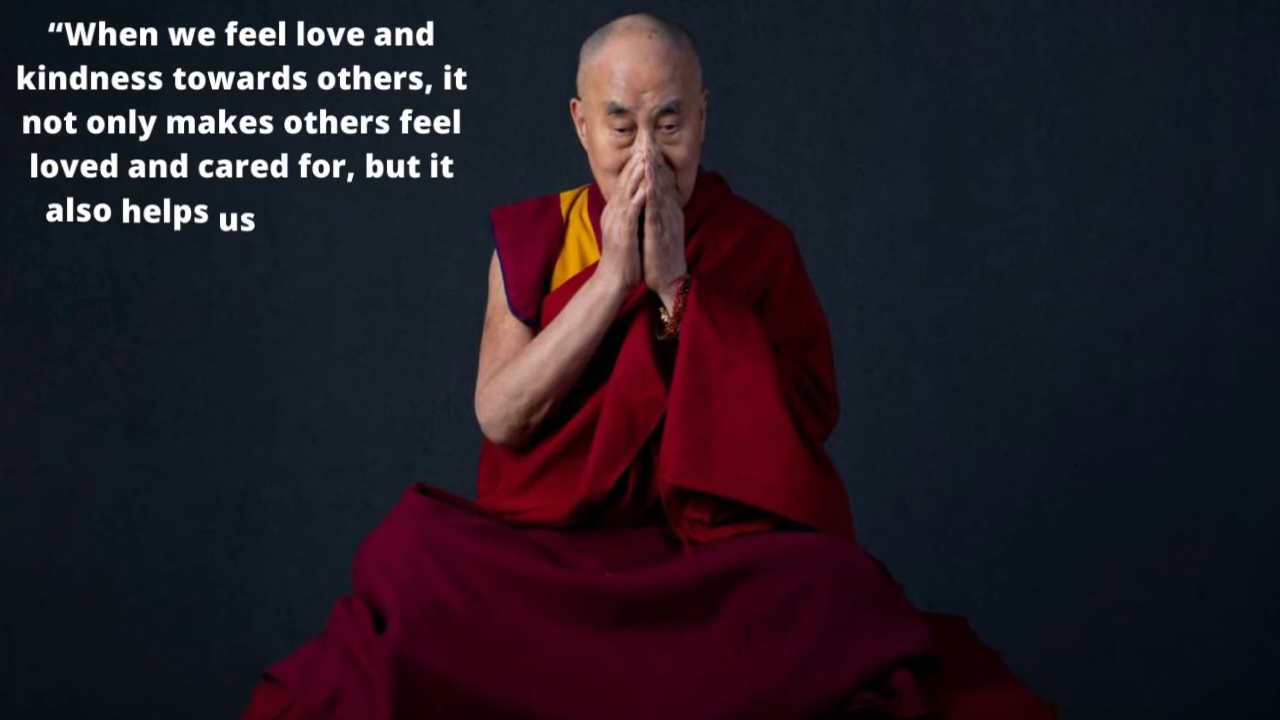 “When we feel love and
kindness towards others, it
not only makes others feel
loved and cared for, but it
also helps us